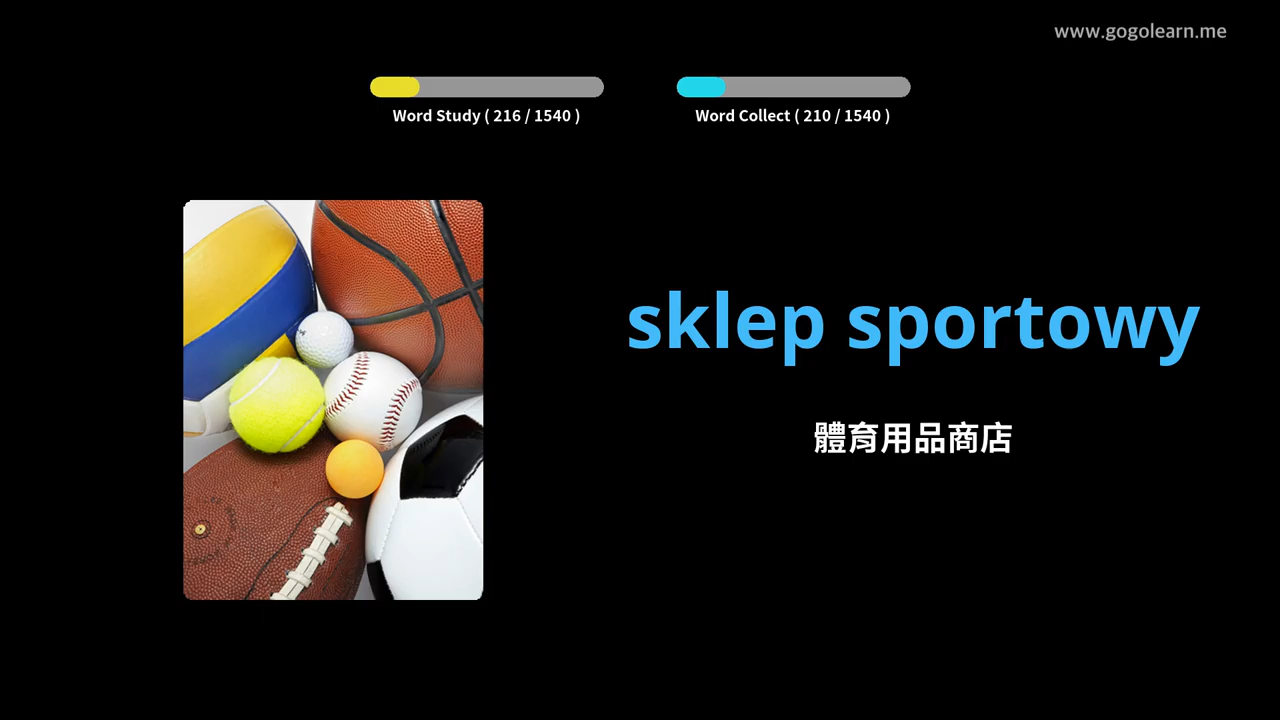 www.gogolearn.me
Word Study ( 216 / 1540 )
Word Collect ( 210 / 1540 )
sklep sportowy
體育用品商店